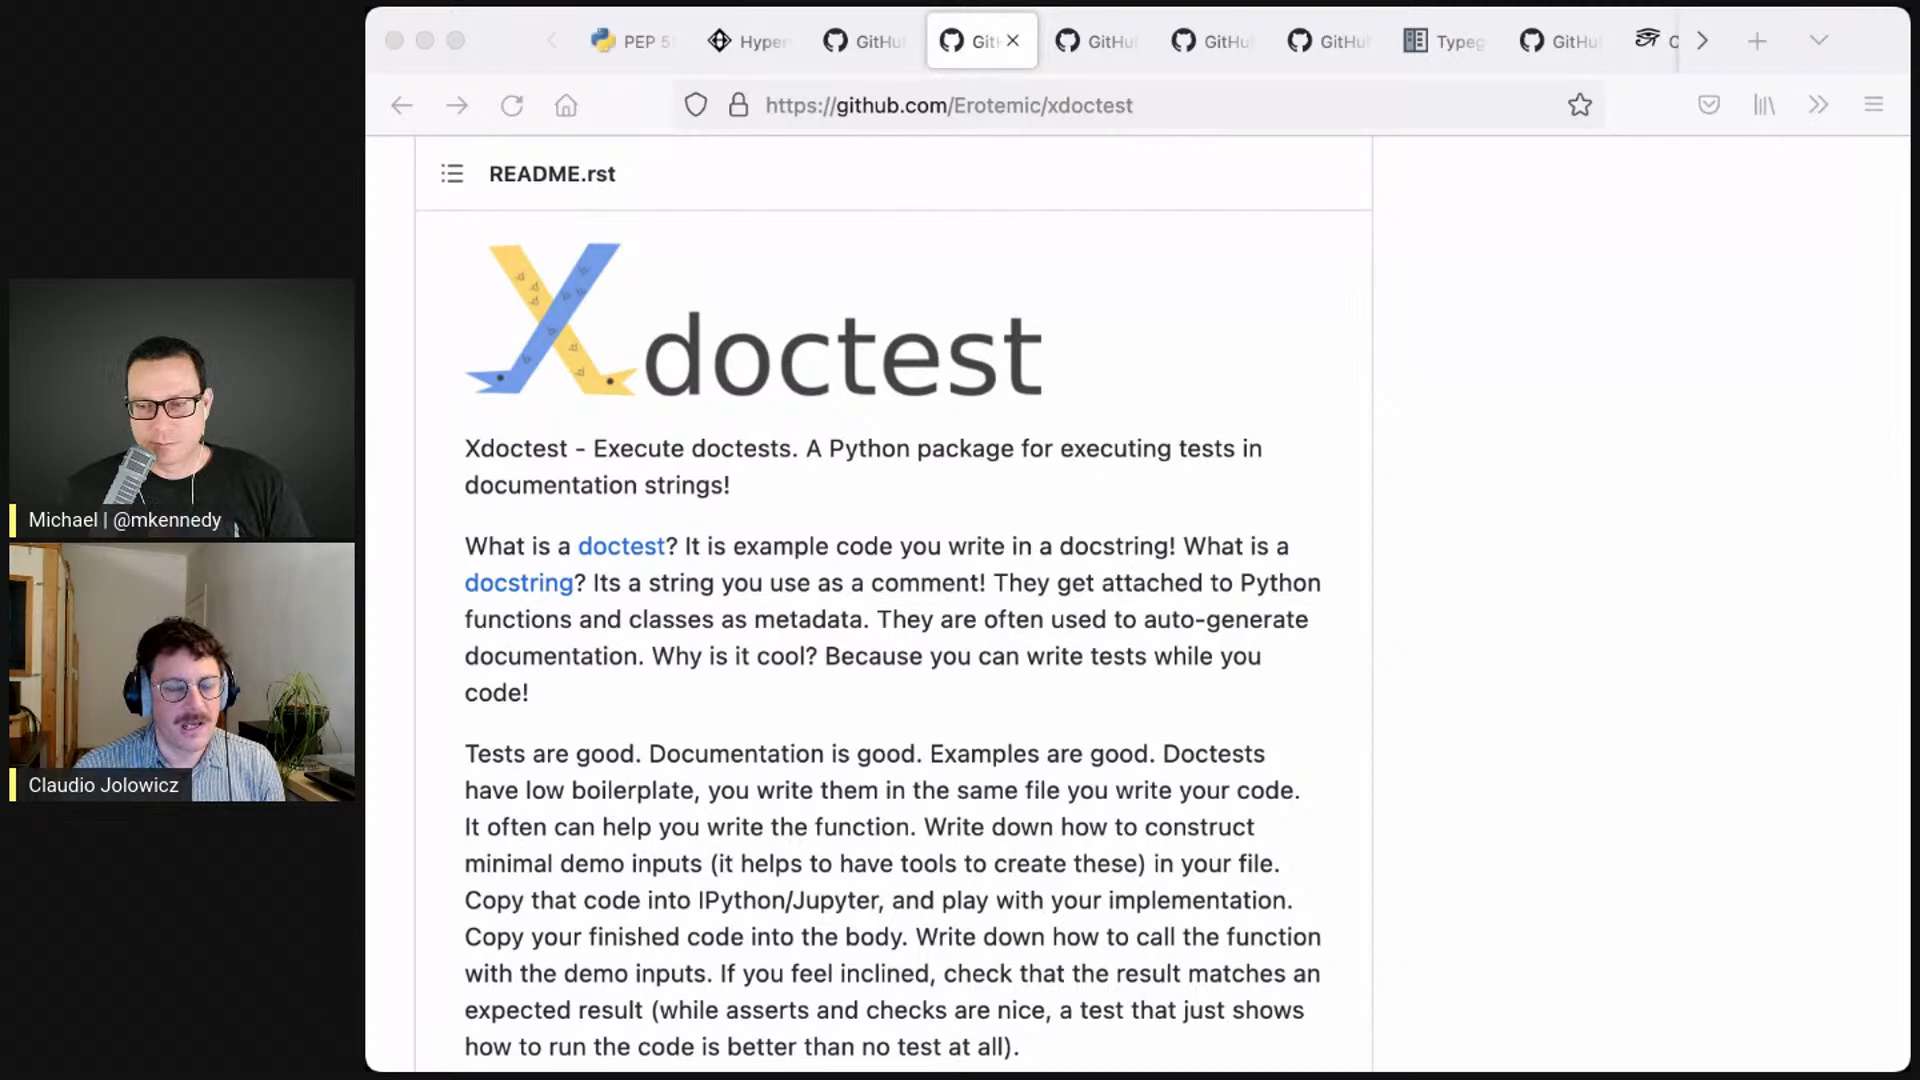 PEP 5
Hyper
GitHu
Git
GitHu
GitHu
GitHu
Typeg
GitHu
https://github.com/Erotemic/xdoctest
README.rst
Xdoctest
Xdoctest - Execute doctests. A Python package for executing tests in
documentation strings!
What is a doctest? It is example code you write in a docstring! What is a
docstring? Its a string you use as a comment! They get attached to Python
functions and classes as metadata. They are often used to auto-generate
documentation. Why is it cool? Because you can write tests while you
code!
Tests are good. Documentation is good. Examples are good. Doctests
have low boilerplate, you write them in the same file you write your code.
It often can help you write the function. Write down how to construct
minimal demo inputs (it helps to have tools to create these) in your file.
Copy that code into IPython/Jupyter, and play with your implementation.
Copy your finished code into the body. Write down how to call the function
with the demo inputs. If you feel inclined, check that the result matches an
expected result (while asserts and checks are nice, a test that just shows
how to run the code is better than no test at all).
Michael | @mkennedy
Claudio Jolowicz